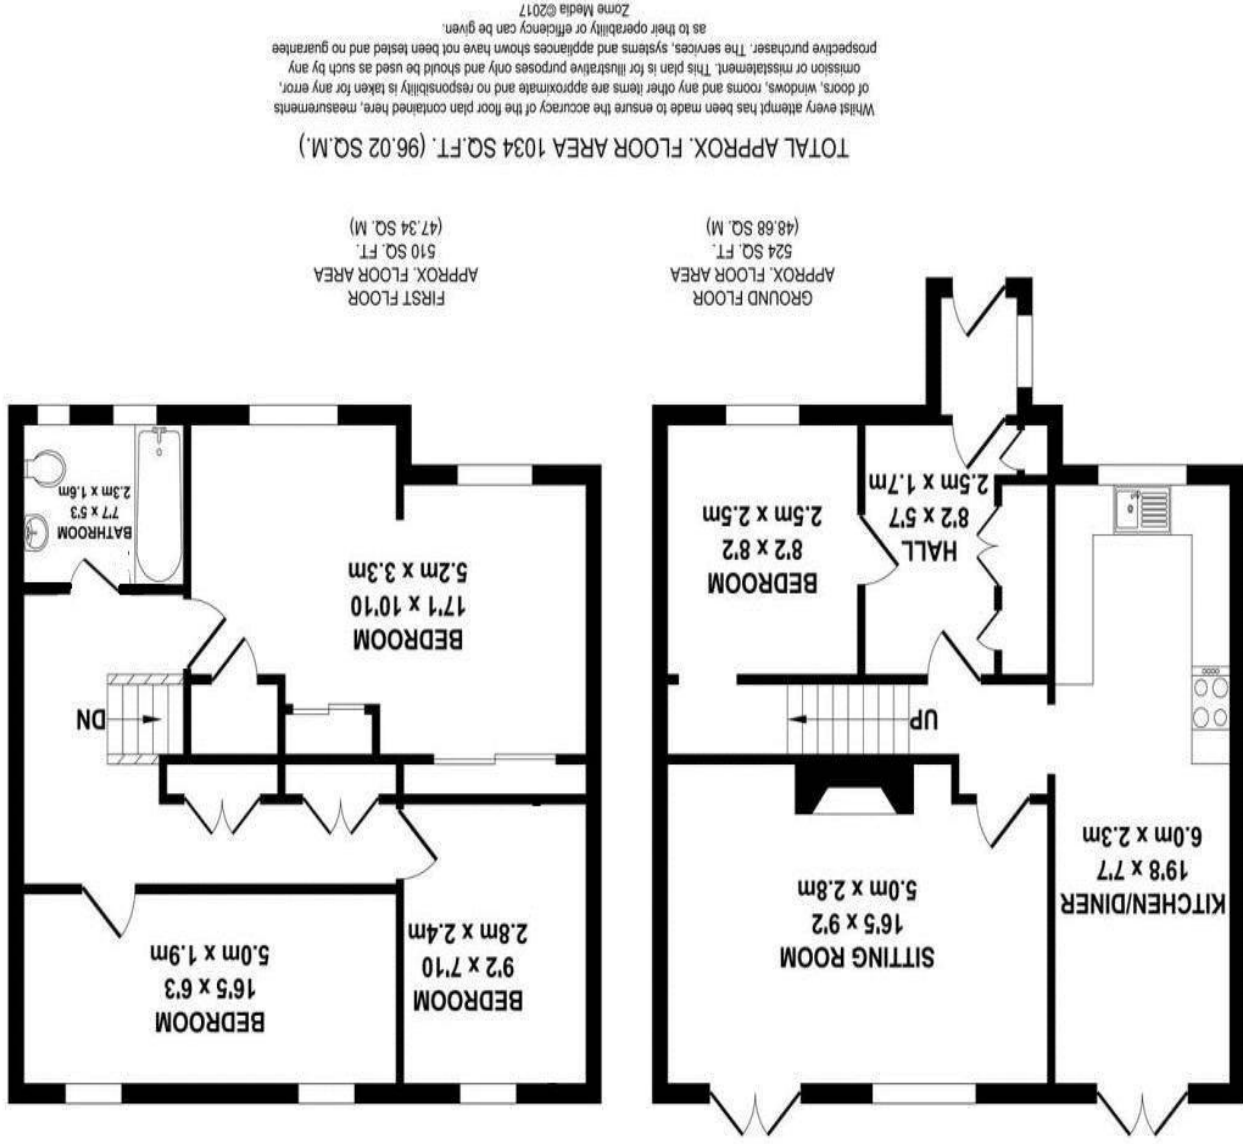 KITCHEN/DINER
19'8 x 7'7
6.0m x 2.3m
SITTING ROOM
16'5 x 9'2
5.0m x 2.8m
UP
HALL
8'2 x 5'7
2.5m x 1.7m
BEDROOM
8'2 x 8'2
2.5m x 2.5m
BEDROOM
9'2 x 7'10
2.8m x 2.4m
BEDROOM
16'5 x 6'3
5.0m x 1.9m
DN
BEDROOM
17'1 x 10'10
5.2m x 3.3m
BATHROOM
7'7 x 5'3
2.3m x 1.6m
GROUND FLOOR
APPROX. FLOOR AREA
524 SQ. FT.
(48.68 SQ. M)
FIRST FLOOR
APPROX. FLOOR AREA
510 SQ. FT.
(47.34 SQ. M)
TOTAL APPROX. FLOOR AREA 1034 SQ.FT. (96.02 SQ.M.)
Whilst every attempt has been made to ensure the accuracy of the floor plan contained here, measurements
of doors, windows, rooms and any other items are approximate and no responsibility is taken for any error,
omission or misstatement. This plan is for illustrative purposes only and should be used as such by any
prospective purchaser. The services, systems and appliances shown have not been tested and no guarantee
as to their operability or efficiency can be given.
Zome Media ©2017